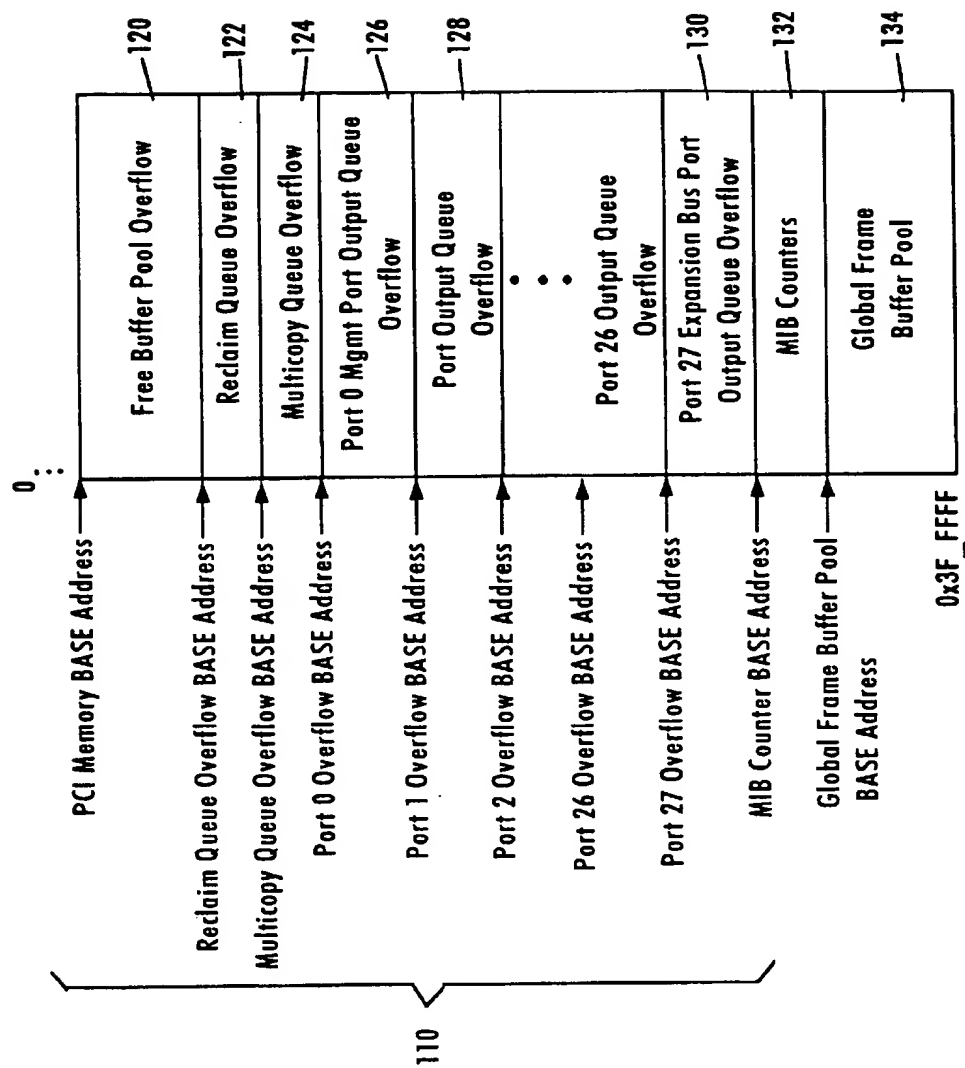 0
PCI Memory BASE Address
Free Buffer Pool Overflow
120
Reclaim Queue Overflow BASE Address
Reclaim Queue Overflow
122
Multicopy Queue Overflow BASE Address
Multicopy Queue Overflow
124
Port 0 Overflow BASE Address
Port 0 Mgmt Port Output Queue
Overflow
126
Port 1 Overflow BASE Address
Port Output Queue
Overflow
128
Port 2 Overflow BASE Address
Port 26 Overflow BASE Address
Port 26 Output Queue
Overflow
Port 27 Overflow BASE Address
Port 27 Expansion Bus Port
Output Queue Overflow
130
MIB Counter BASE Address
MIB Counters
132
Global Frame Buffer Pool
BASE Address
Global Frame
Buffer Pool
134
0x3F_FFFF
110